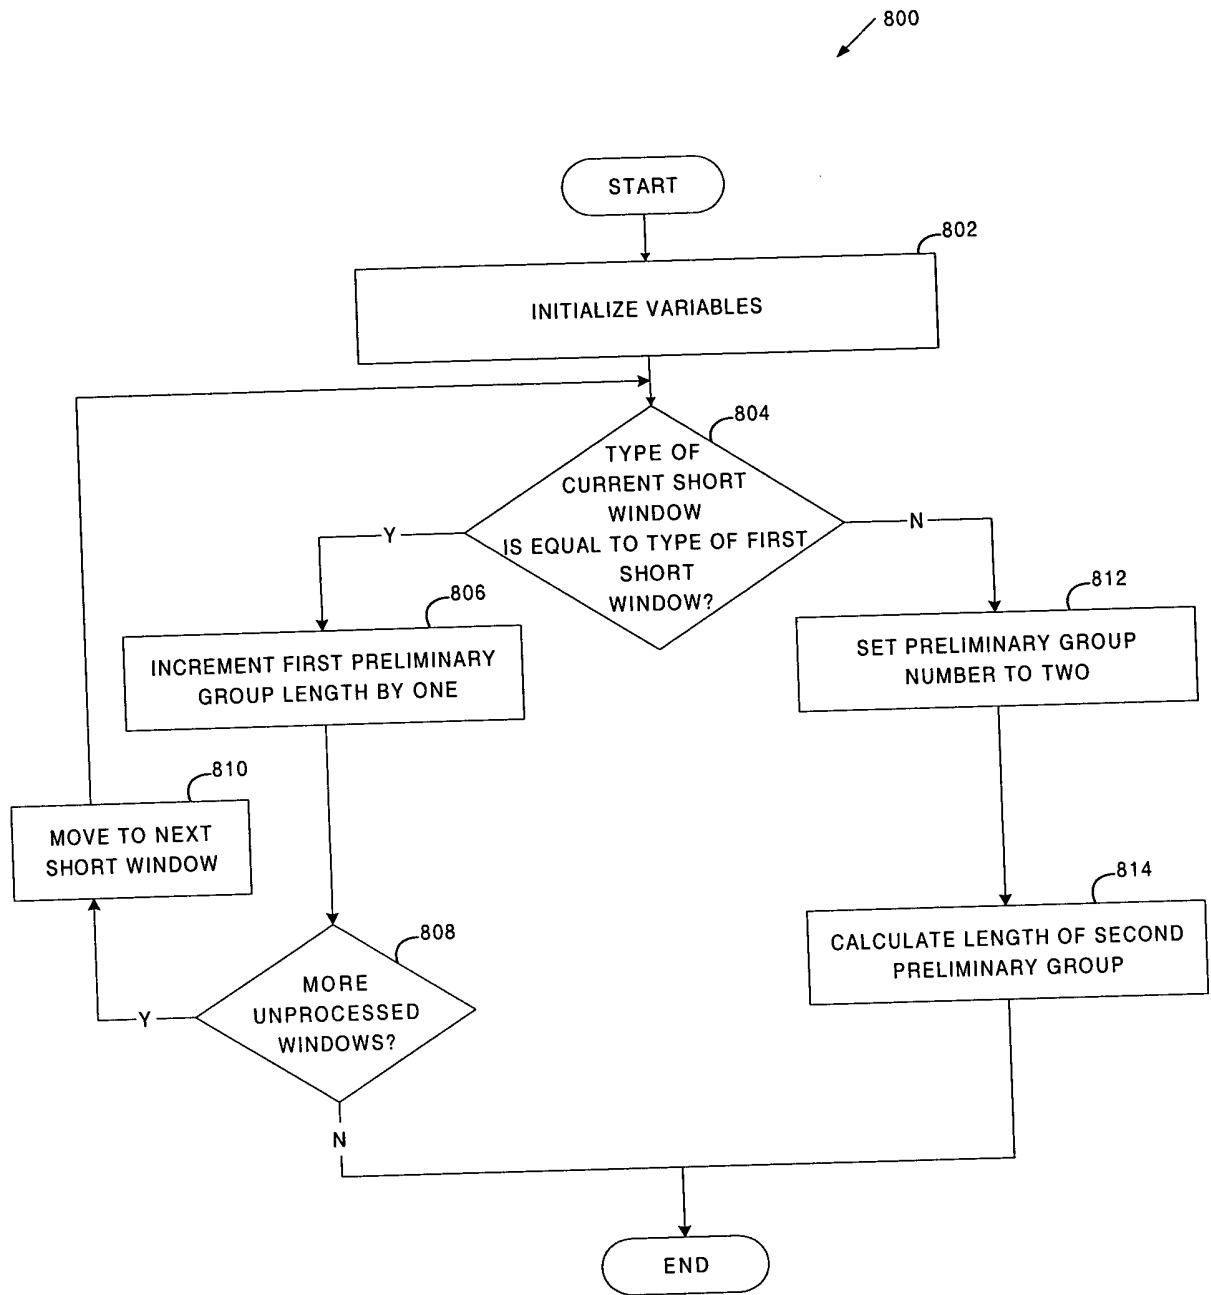 800
START
802
INITIALIZE VARIABLES
804
TYPE OF
CURRENT SHORT
WINDOW
IS EQUAL TO TYPE OF FIRST
SHORT
WINDOW?
Y
N
806
INCREMENT FIRST PRELIMINARY
GROUP LENGTH BY ONE
812
SET PRELIMINARY GROUP
NUMBER TO TWO
810
MOVE TO NEXT
SHORT WINDOW
808
MORE
UNPROCESSED
WINDOWS?
Y
N
814
CALCULATE LENGTH OF SECOND
PRELIMINARY GROUP
END